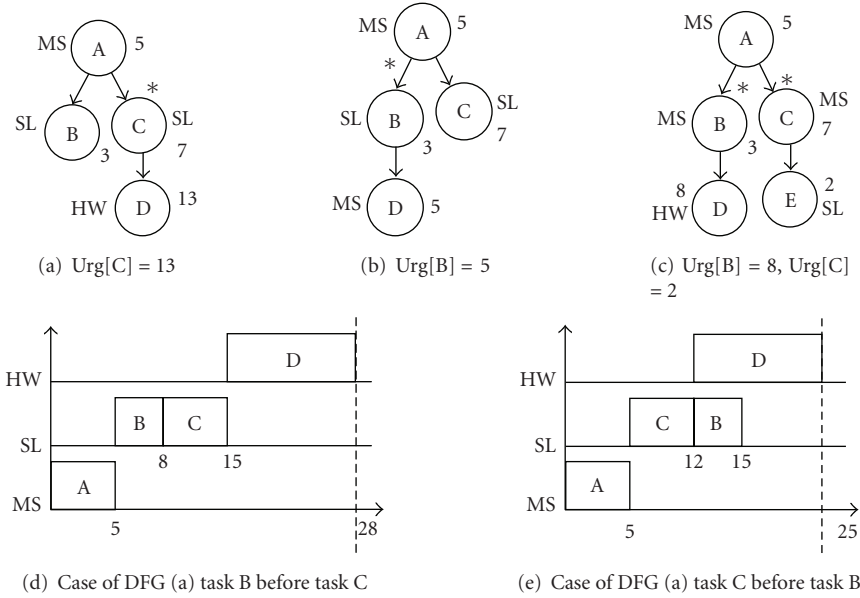 MS A 5
*
SL B 3
C SL 7
HW D 13
(a) Urg[C] = 13
MS A 5
*
SL B 3
C SL 7
MS D 5
(b) Urg[B] = 5
MS A 5
* *
MS B 3
C MS 7
8 HW D
E 2 SL
(c) Urg[B] = 8, Urg[C]
= 2
HW D
SL B C
8 15
MS A
5 28
(d) Case of DFG (a) task B before task C
HW D
SL C B
12 15
MS A
5 25
(e) Case of DFG (a) task C before task B